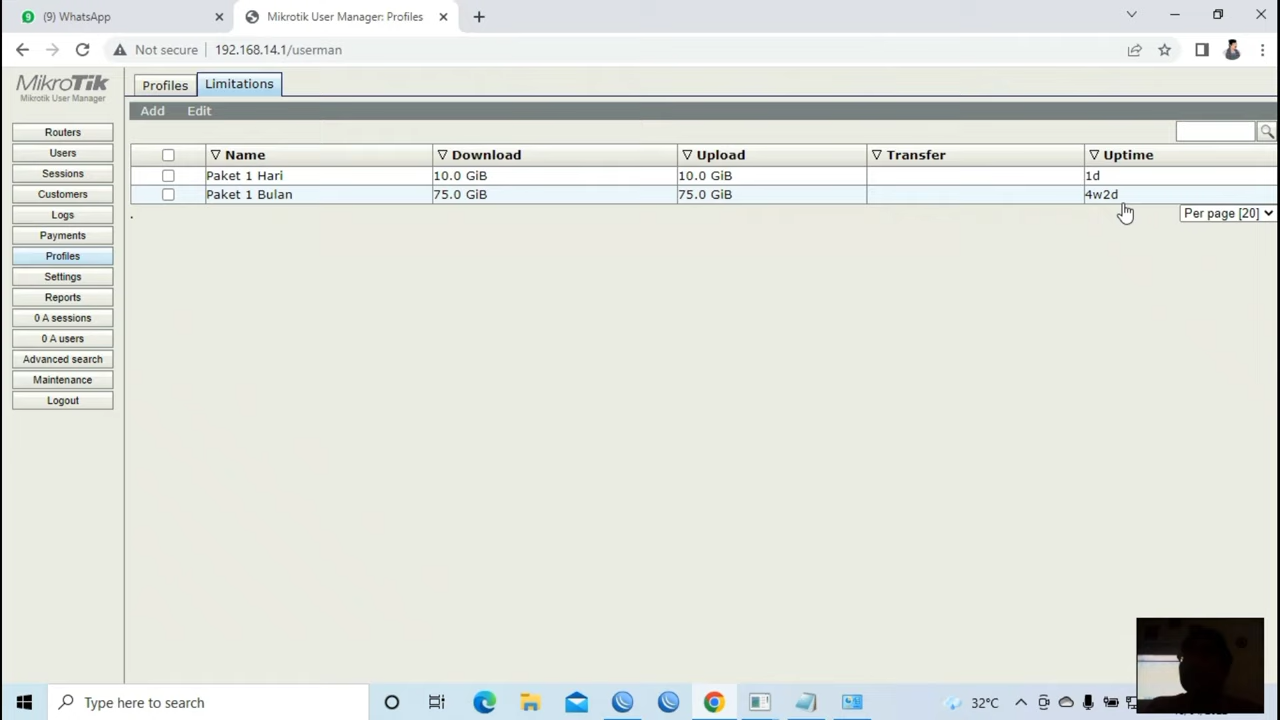 (9) WhatsApp
Mikrotik User Manager: Profiles
Not secure
192.168.14.1/userman
MikroTik
Mikrotik User Manager
Profiles
Limitations
Add
Edit
Routers
Users
Sessions
Customers
Logs
Payments
Profiles
Settings
Reports
0 A sessions
0 A users
Advanced search
Maintenance
Logout
Name Download Upload Transfer Uptime
Paket 1 Hari 10.0 GiB 10.0 GiB 1d
Paket 1 Bulan 75.0 GiB 75.0 GiB 4w2d
.
Per page [20]
Type here to search
32°C